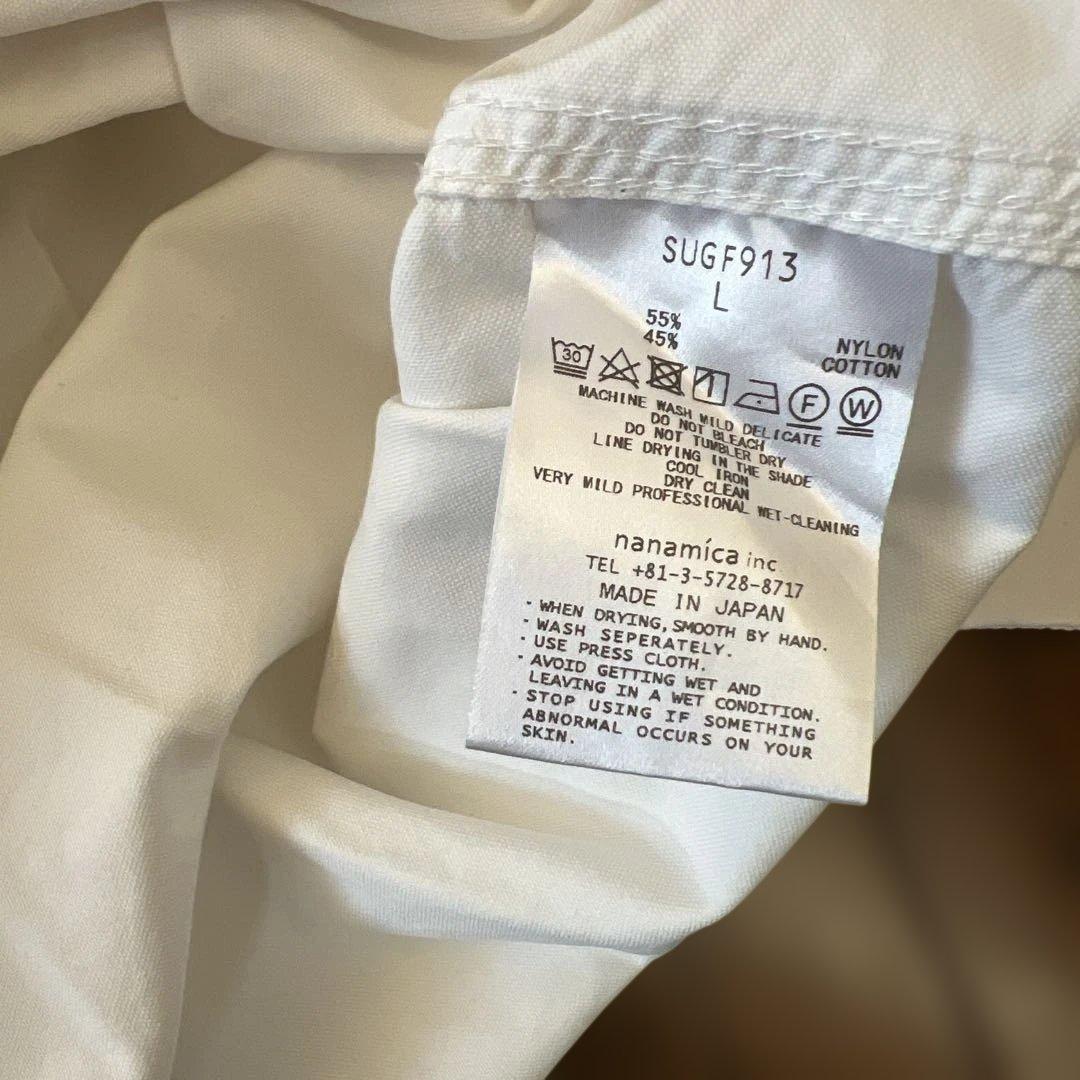 SUGF913
L
55%
45%
NYLON
COTTON
30
F
W
MACHINE WASH MILD DELICATE
DO NOT BLEACH
DO NOT TUMBLER DRY
LINE DRYING IN THE SHADE
COOL IRON
DRY CLEAN
VERY MILD PROFESSIONAL WET-CLEANING
nanamica inc.
TEL +81-3-5728-8717
MADE IN JAPAN
・WHEN DRYING, SMOOTH BY HAND.
・WASH SEPERATELY.
・USE PRESS CLOTH.
・AVOID GETTING WET AND
LEAVING IN A WET CONDITION.
・STOP USING IF SOMETHING
ABNORMAL OCCURS ON YOUR
SKIN.